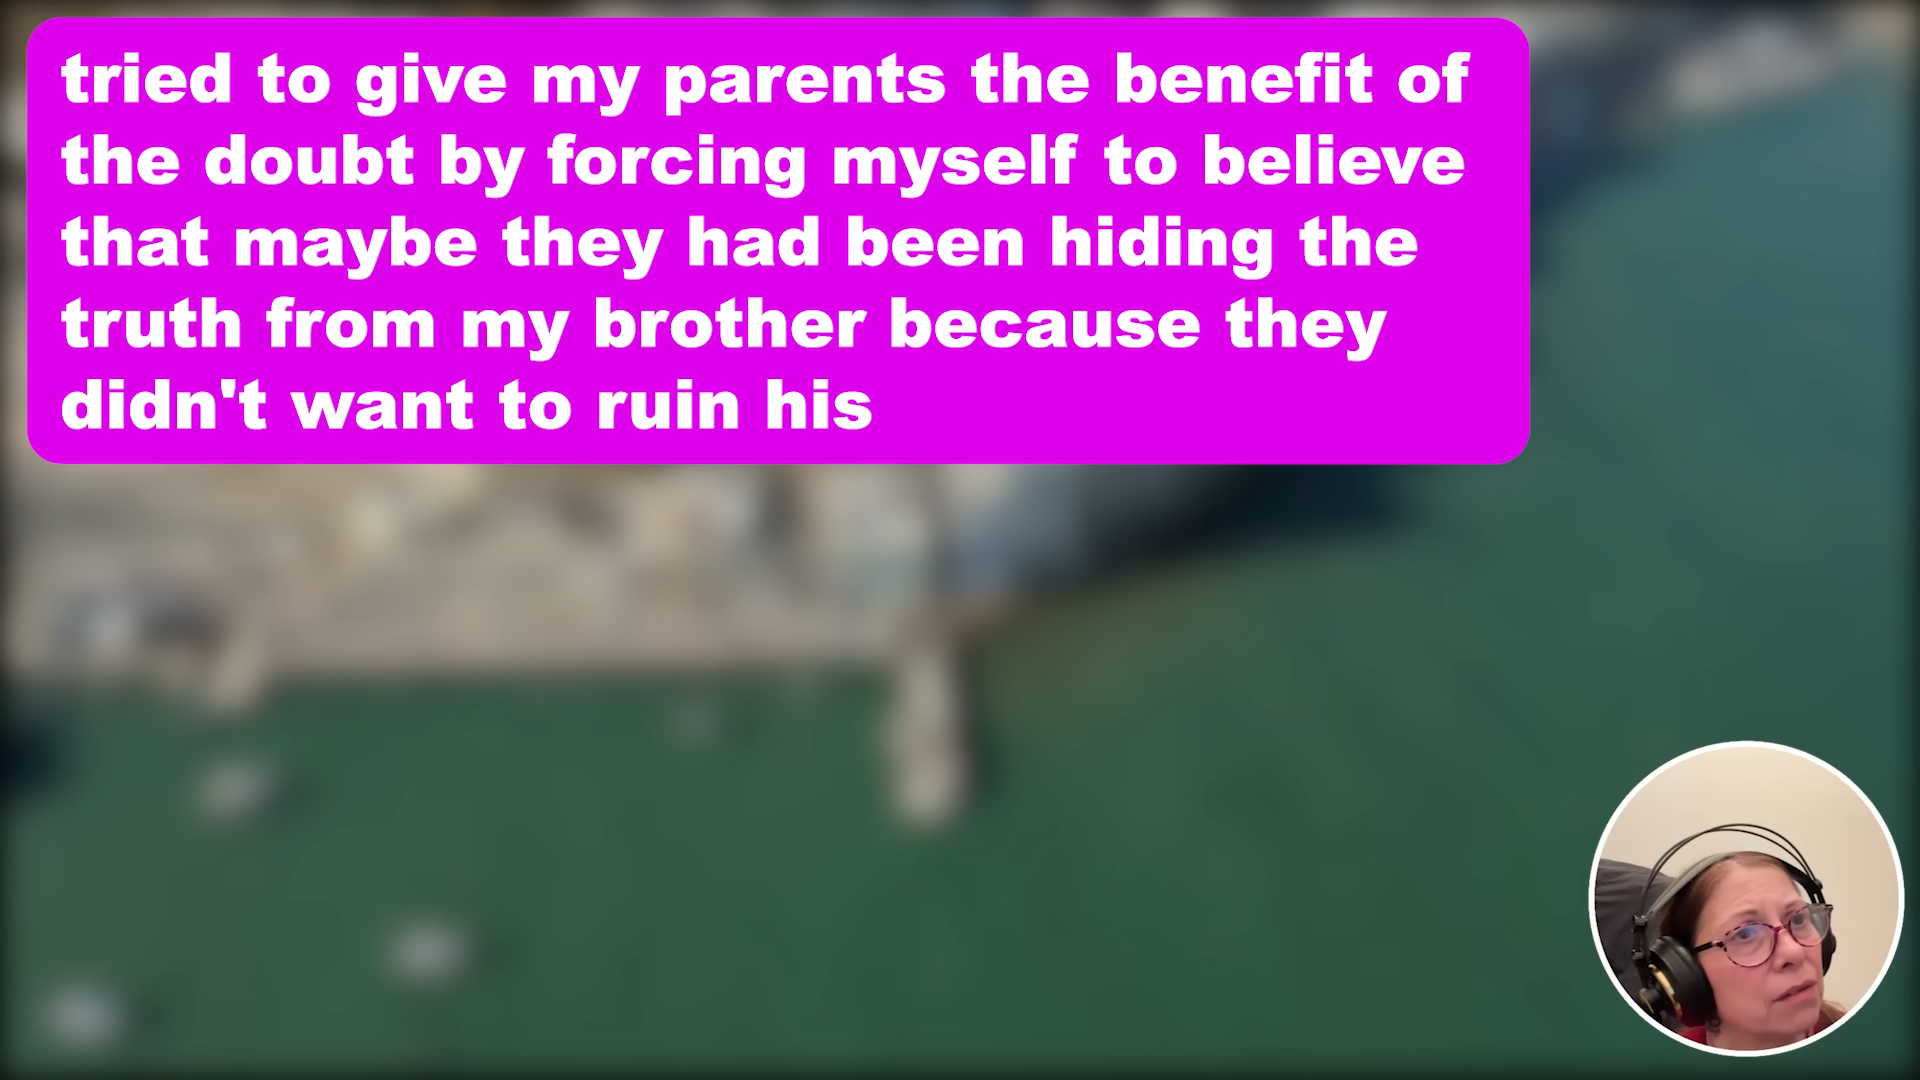 tried to give my parents the benefit of
the doubt by forcing myself to believe
that maybe they had been hiding the
truth from my brother because they
didn't want to ruin his